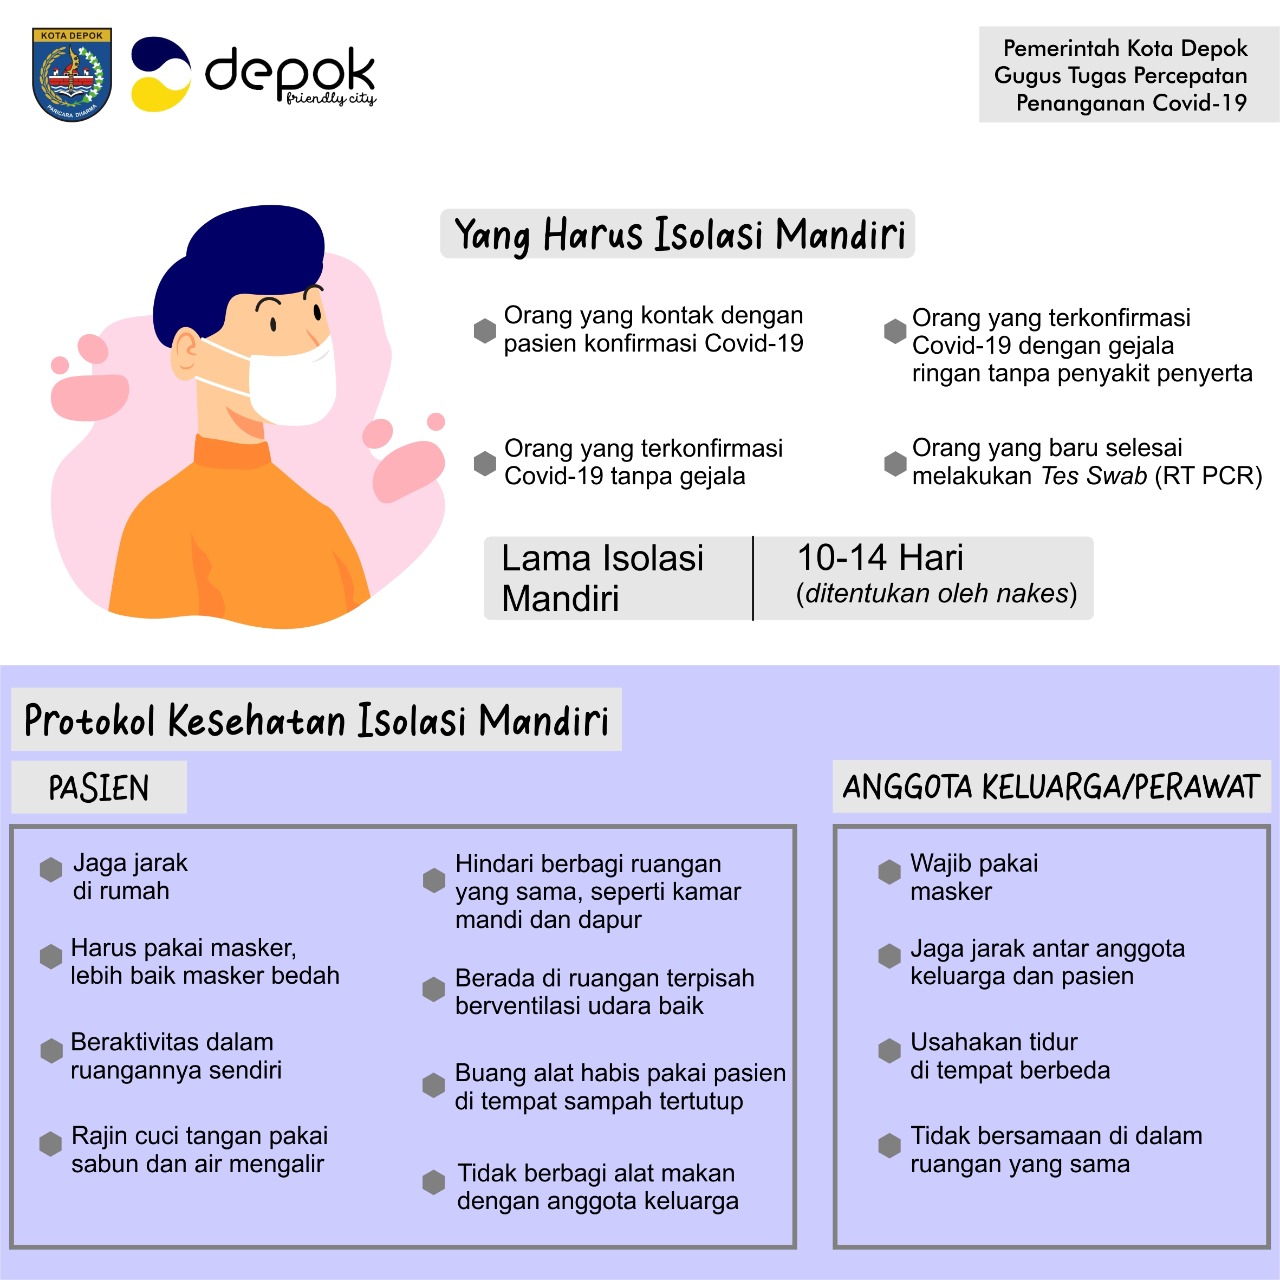 KOTA DEPOK
PARICARA DHARMA
depok
friendly city
Pemerintah Kota Depok
Gugus Tugas Percepatan
Penanganan Covid-19
Yang Harus Isolasi Mandiri
Orang yang kontak dengan
pasien konfirmasi Covid-19
Orang yang terkonfirmasi
Covid-19 dengan gejala
ringan tanpa penyakit penyerta
Orang yang terkonfirmasi
Covid-19 tanpa gejala
Orang yang baru selesai
melakukan Tes Swab (RT PCR)
Lama Isolasi
Mandiri
10-14 Hari
(ditentukan oleh nakes)
Protokol Kesehatan Isolasi Mandiri
PASIEN
Jaga jarak
di rumah
Harus pakai masker,
lebih baik masker bedah
Beraktivitas dalam
ruangannya sendiri
Rajin cuci tangan pakai
sabun dan air mengalir
Hindari berbagi ruangan
yang sama, seperti kamar
mandi dan dapur
Berada di ruangan terpisah
berventilasi udara baik
Buang alat habis pakai pasien
di tempat sampah tertutup
Tidak berbagi alat makan
dengan anggota keluarga
ANGGOTA KELUARGA/PERAWAT
Wajib pakai
masker
Jaga jarak antar anggota
keluarga dan pasien
Usahakan tidur
di tempat berbeda
Tidak bersamaan di dalam
ruangan yang sama